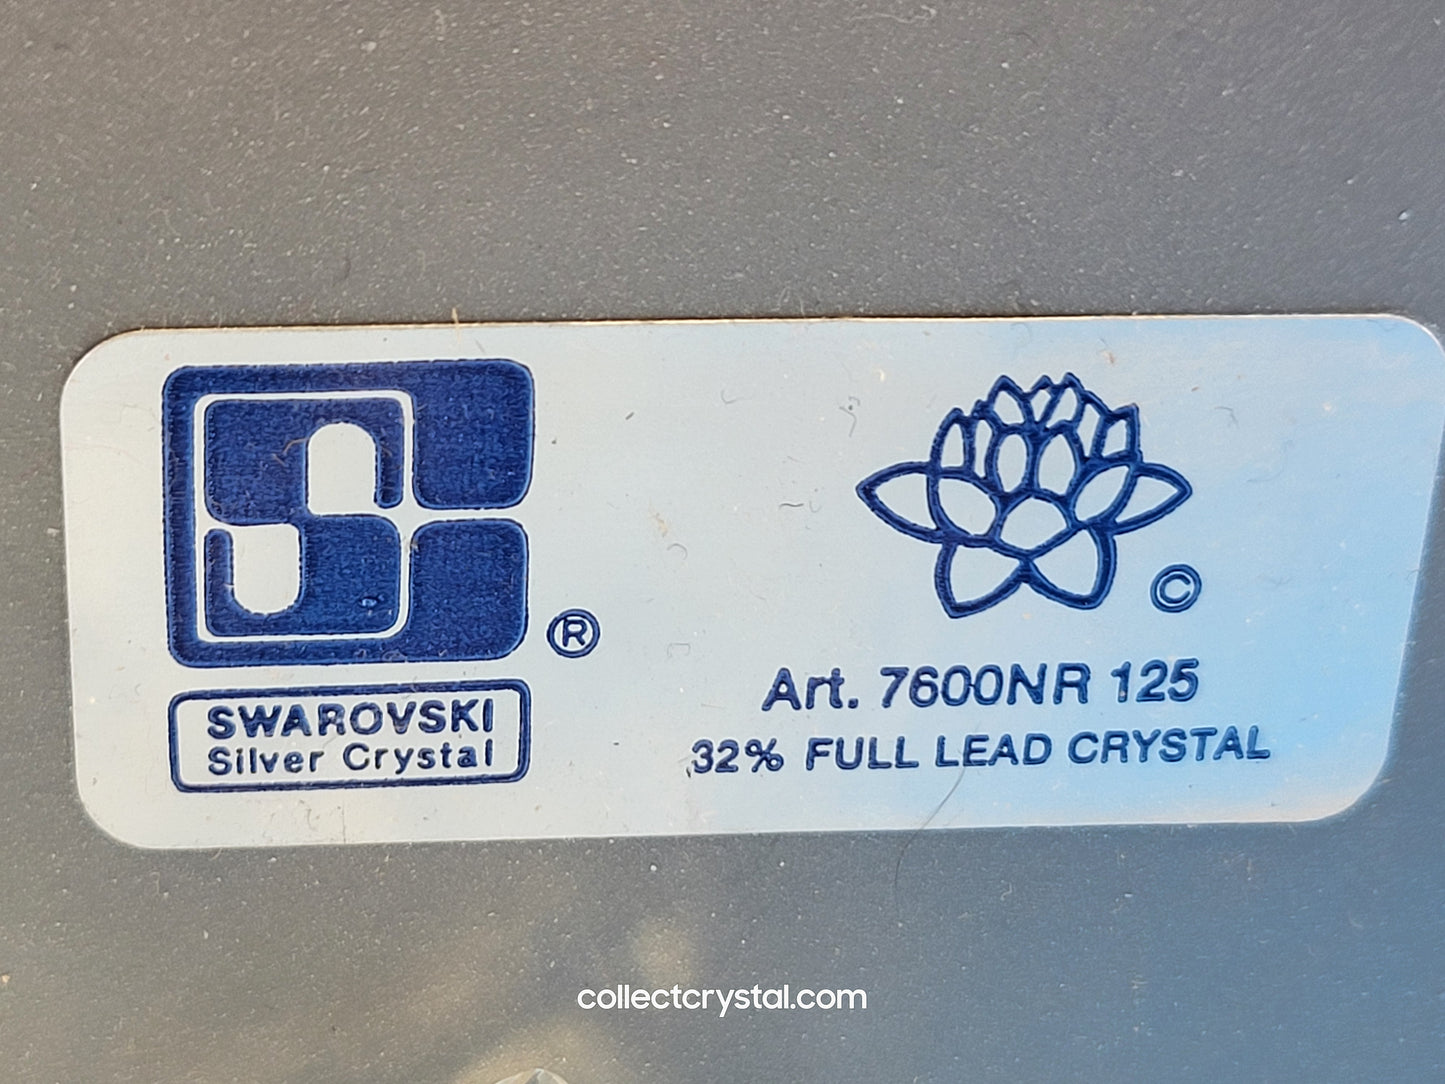 ®
SWAROVSKI
Silver Crystal
©
Art. 7600NR 125
32% FULL LEAD CRYSTAL
collectcrystal.com